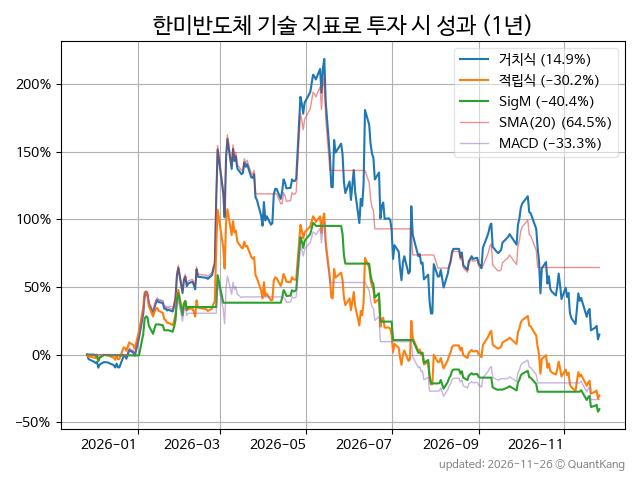 한미반도체 기술 지표로 투자 시 성과 (1년)
거치식 (14.9%)
적립식 (−30.2%)
SigM (−40.4%)
SMA(20) (64.5%)
MACD (−33.3%)
200%
150%
100%
50%
0%
−50%
2026−01 2026−03 2026−05 2026−07 2026−08 2026−11
updated: 2026−11−26 © QuantKang